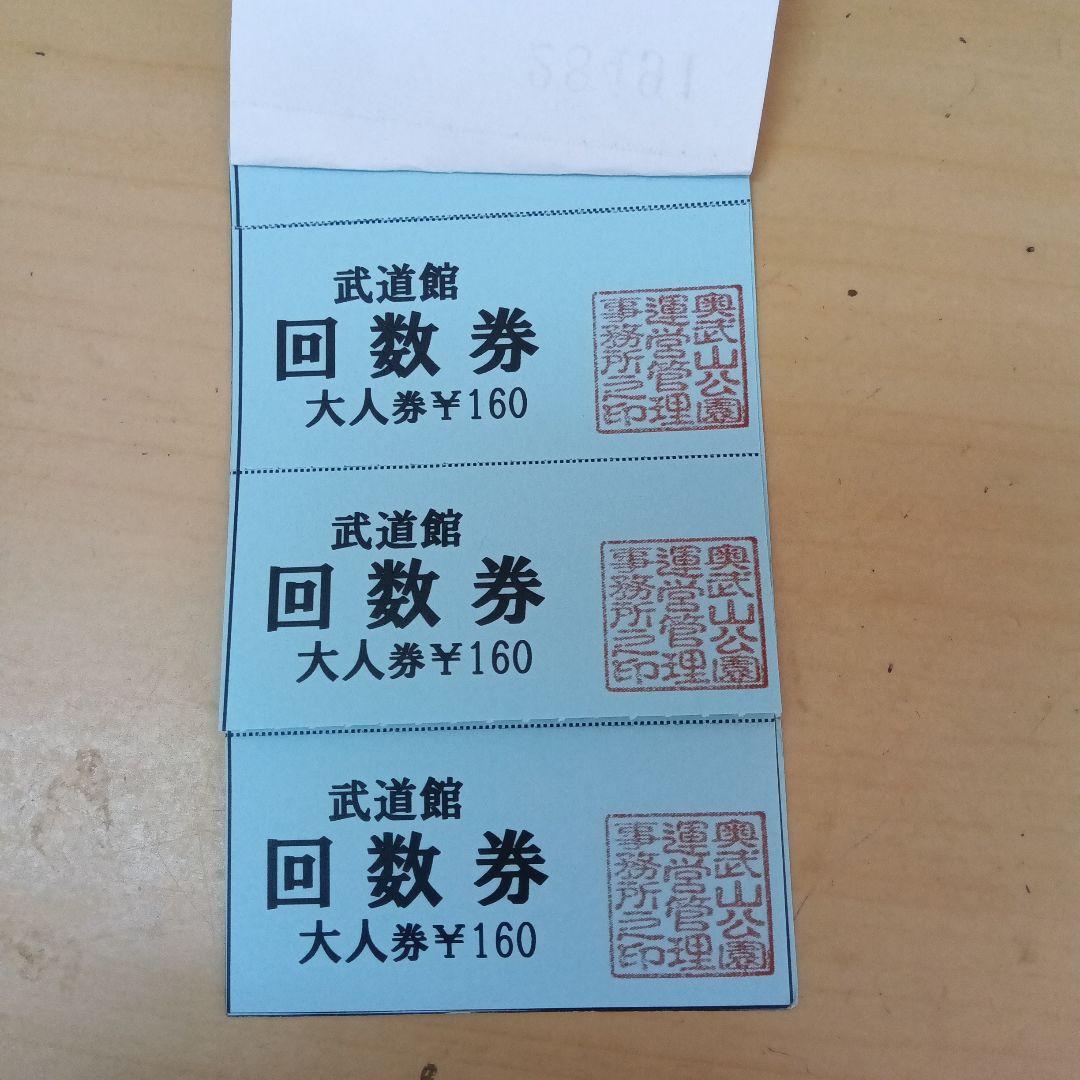 武道館
回数券
大人券¥160
奥武山公園
運営管理
事務所之印
武道館
回数券
大人券¥160
奥武山公園
運営管理
事務所之印
武道館
回数券
大人券¥160
奥武山公園
運営管理
事務所之印